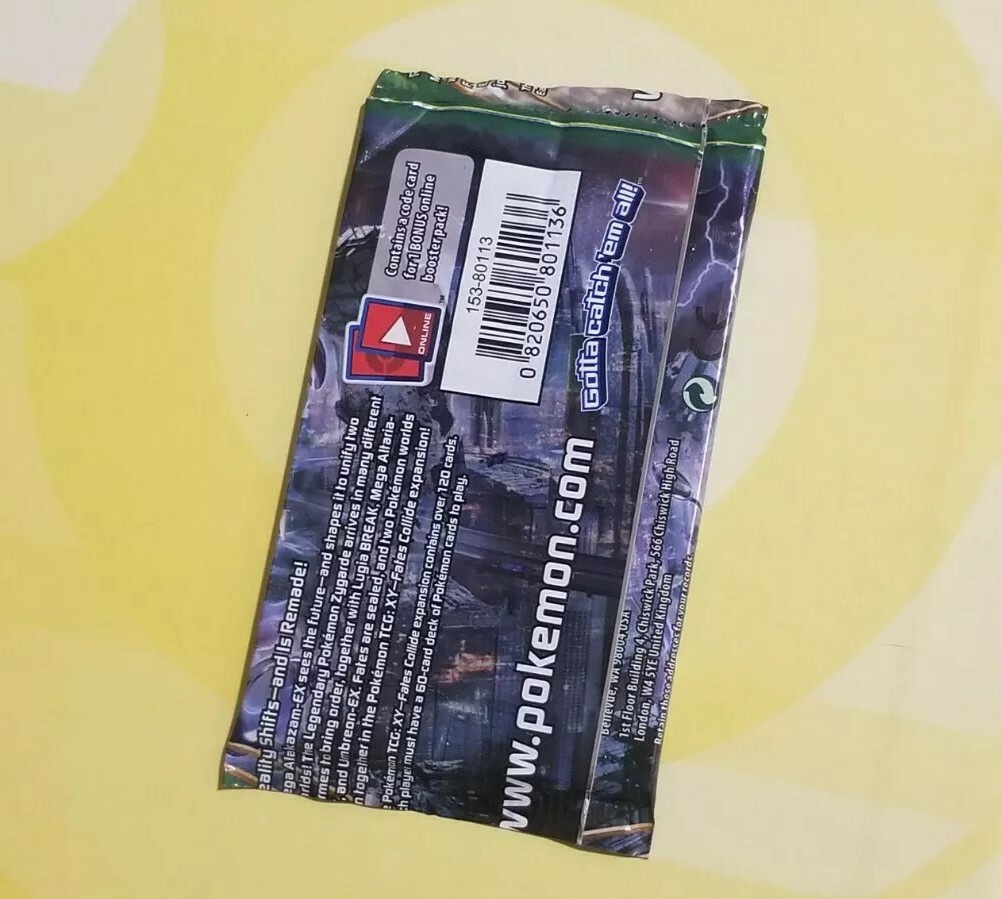 eality Shifts—and Is Remade!
ega Alakazam-EX sees the future—and shapes it to unify two
rlds! The Legendary Pokémon Zygarde arrives in many different
rmes to bring order, together with Lugia BREAK, Mega Altaria-
, and Umbreon-EX. Fates are sealed, and two Pokémon worlds
n together in the Pokémon TCG: XY—Fates Collide expansion!
e Pokémon TCG: XY—Fates Collide expansion contains over 120 cards.
ch player must have a 60-card deck of Pokémon cards to play.
Contains a code card
for 1 BONUS online
booster pack!
ONLINE™
153-80113
0 820650 801136
Gotta catch 'em all!™
www.pokemon.com
CE
Bellevue, WA 98004 USA
1st Floor Building 4, Chiswick Park, 566 Chiswick High Road
London, W4 5YE United Kingdom
Retain these addresses for your records.